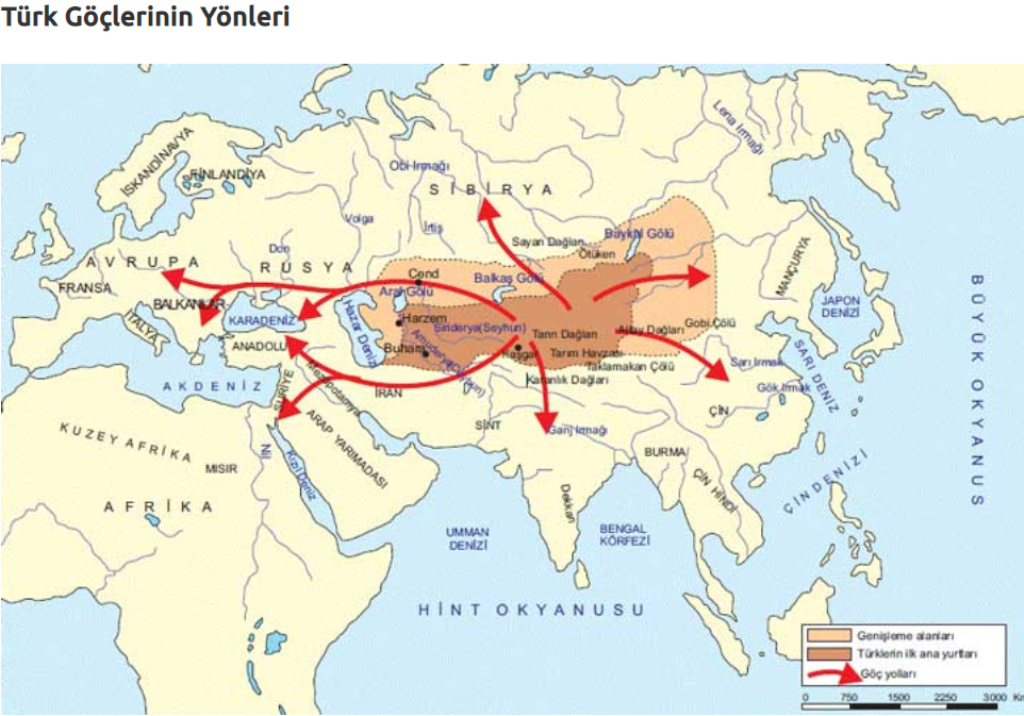 Türk Göçlerinin Yönleri
Lena Irmağı
İSKANDİNAVYA
Obi Irmağı
FİNLANDİYA
SİBİRYA
Volga
İrtiş
Baykal Gölü
Don
Sayan Dağları
Ötüken
MANÇURYA
AVRUPA
RUSYA
Cend
Balkaş Gölü
FRANSA
Aral Gölü
BALKANLAR
JAPON
DENİZİ
BÜYÜK OKYANUS
İTALYA
KARADENİZ
Hazar Denizi
Harzem
Siriderya(Seyhun)
Tanrı Dağları
Altay Dağları
Gobi Çölü
ANADOLU
Buhara
Kaşgar
Tarım Havzası
Taklamakan Çölü
Sarı Irmak
SARI DENİZ
AKDENİZ
SURİYE
Mezopotamya
İRAN
Karanlık Dağları
Gök Irmak
ÇİN
KUZEY AFRİKA
ARAP YARIMADASI
SİNT
Ganj Irmağı
MISIR
Nil
Kızıl Deniz
BURMA
ÇİN HİNDİ
ÇİN DENİZİ
AFRİKA
Dekkan
UMMAN
DENİZİ
BENGAL
KÖRFEZİ
HİNT OKYANUSU
Genişleme alanları
Türklerin ilk ana yurtları
Göç yolları
0 750 1500 2250 3000